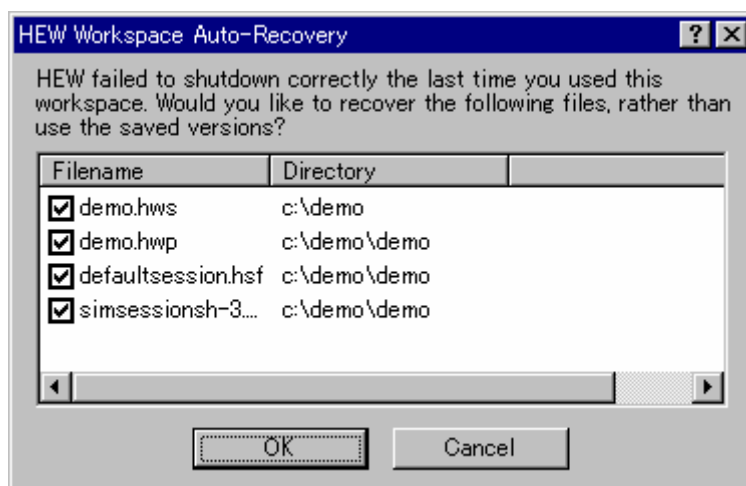 HEW Workspace Auto-Recovery
HEW failed to shutdown correctly the last time you used this
workspace. Would you like to recover the following files, rather than
use the saved versions?
Filename Directory
demo.hws c:\demo
demo.hwp c:\demo\demo
defaultsession.hsf c:\demo\demo
simsessionsh-3... c:\demo\demo
OK Cancel